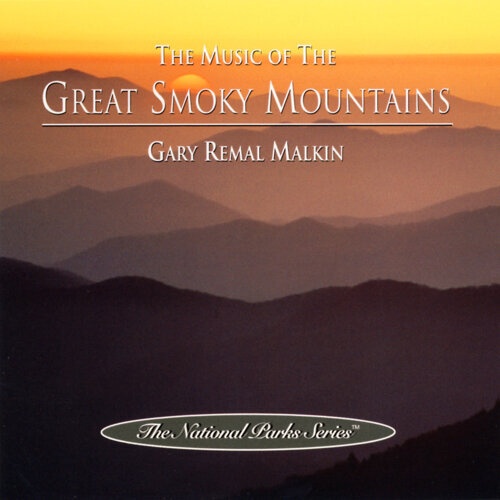 The Music of The
Great Smoky Mountains
Gary Remal Malkin
The National Parks Series™